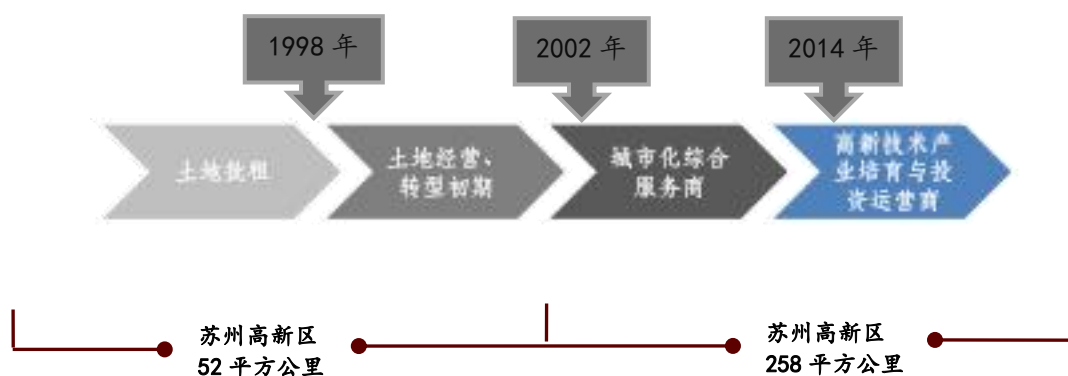 1998 年
2002 年
2014 年
土地批租
土地经营、
转型初期
城市化综合
服务商
高新技术产
业培育与投
资运营商
苏州高新区
52 平方公里
苏州高新区
258 平方公里